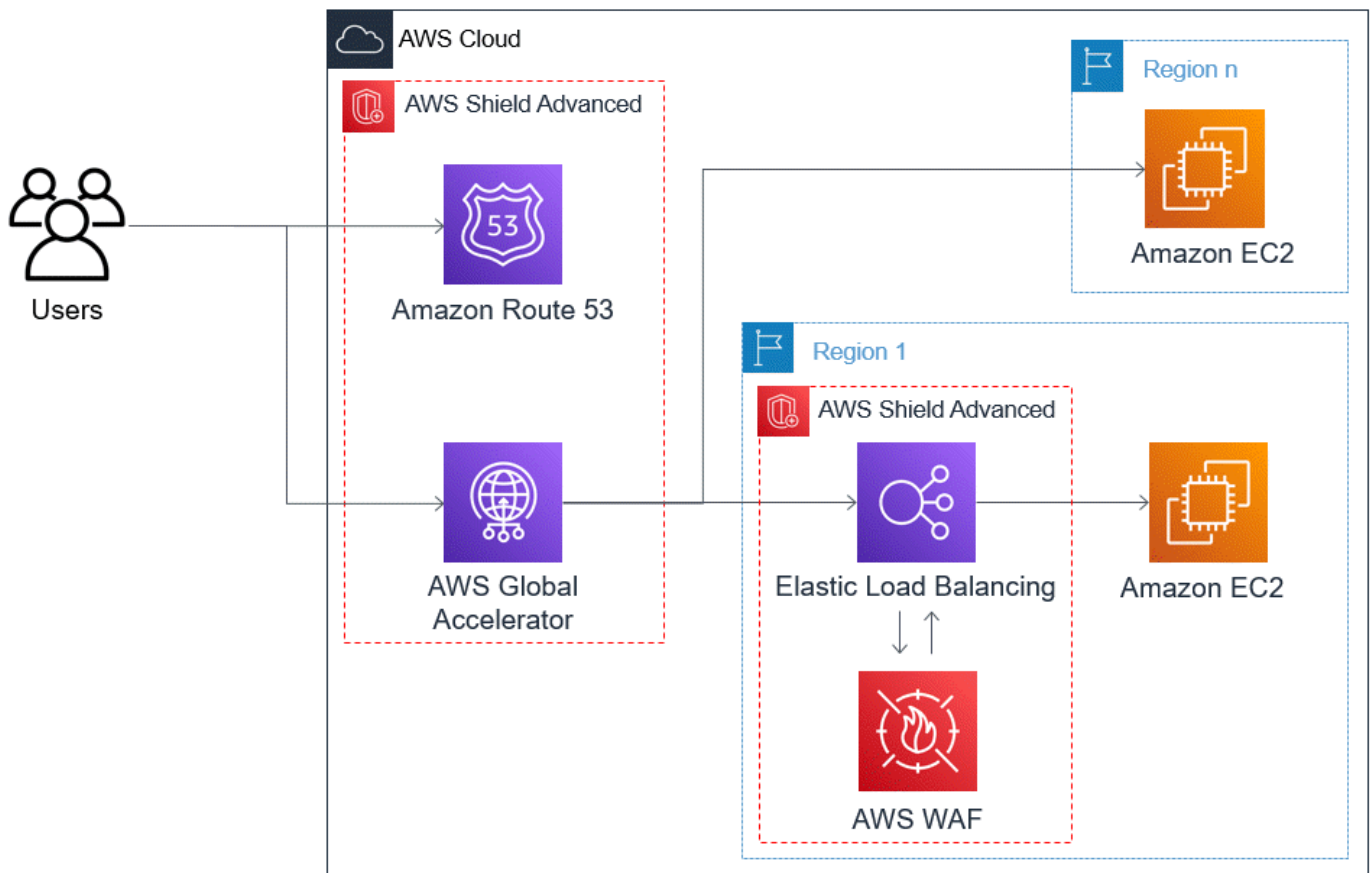 AWS Cloud
Region n
AWS Shield Advanced
53
Amazon EC2
Users
Amazon Route 53
Region 1
AWS Shield Advanced
AWS Global
Accelerator
Elastic Load Balancing
Amazon EC2
AWS WAF